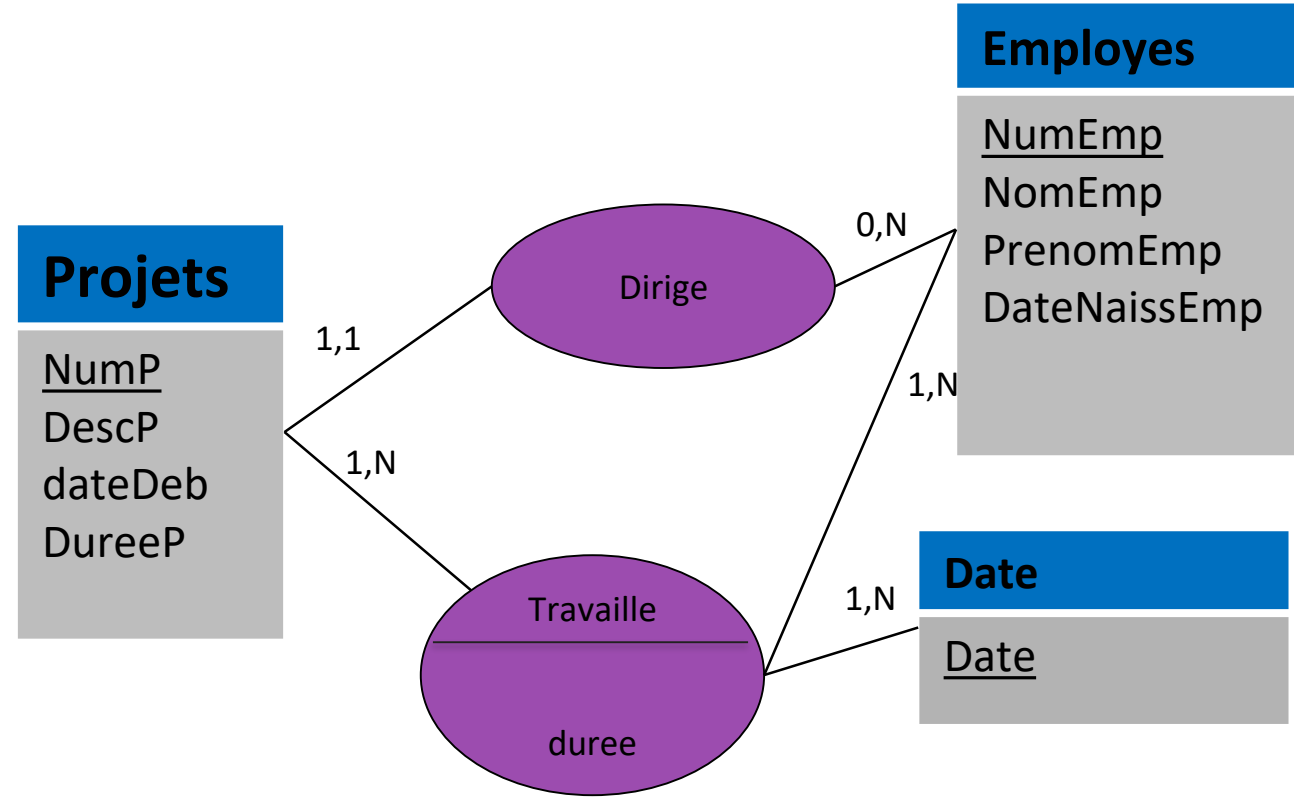 Employes
NumEmp
NomEmp
PrenomEmp
DateNaissEmp
0,N
Dirige
Projets
NumP
DescP
dateDeb
DureeP
1,1
1,N
1,N
Travaille
duree
1,N
Date
Date